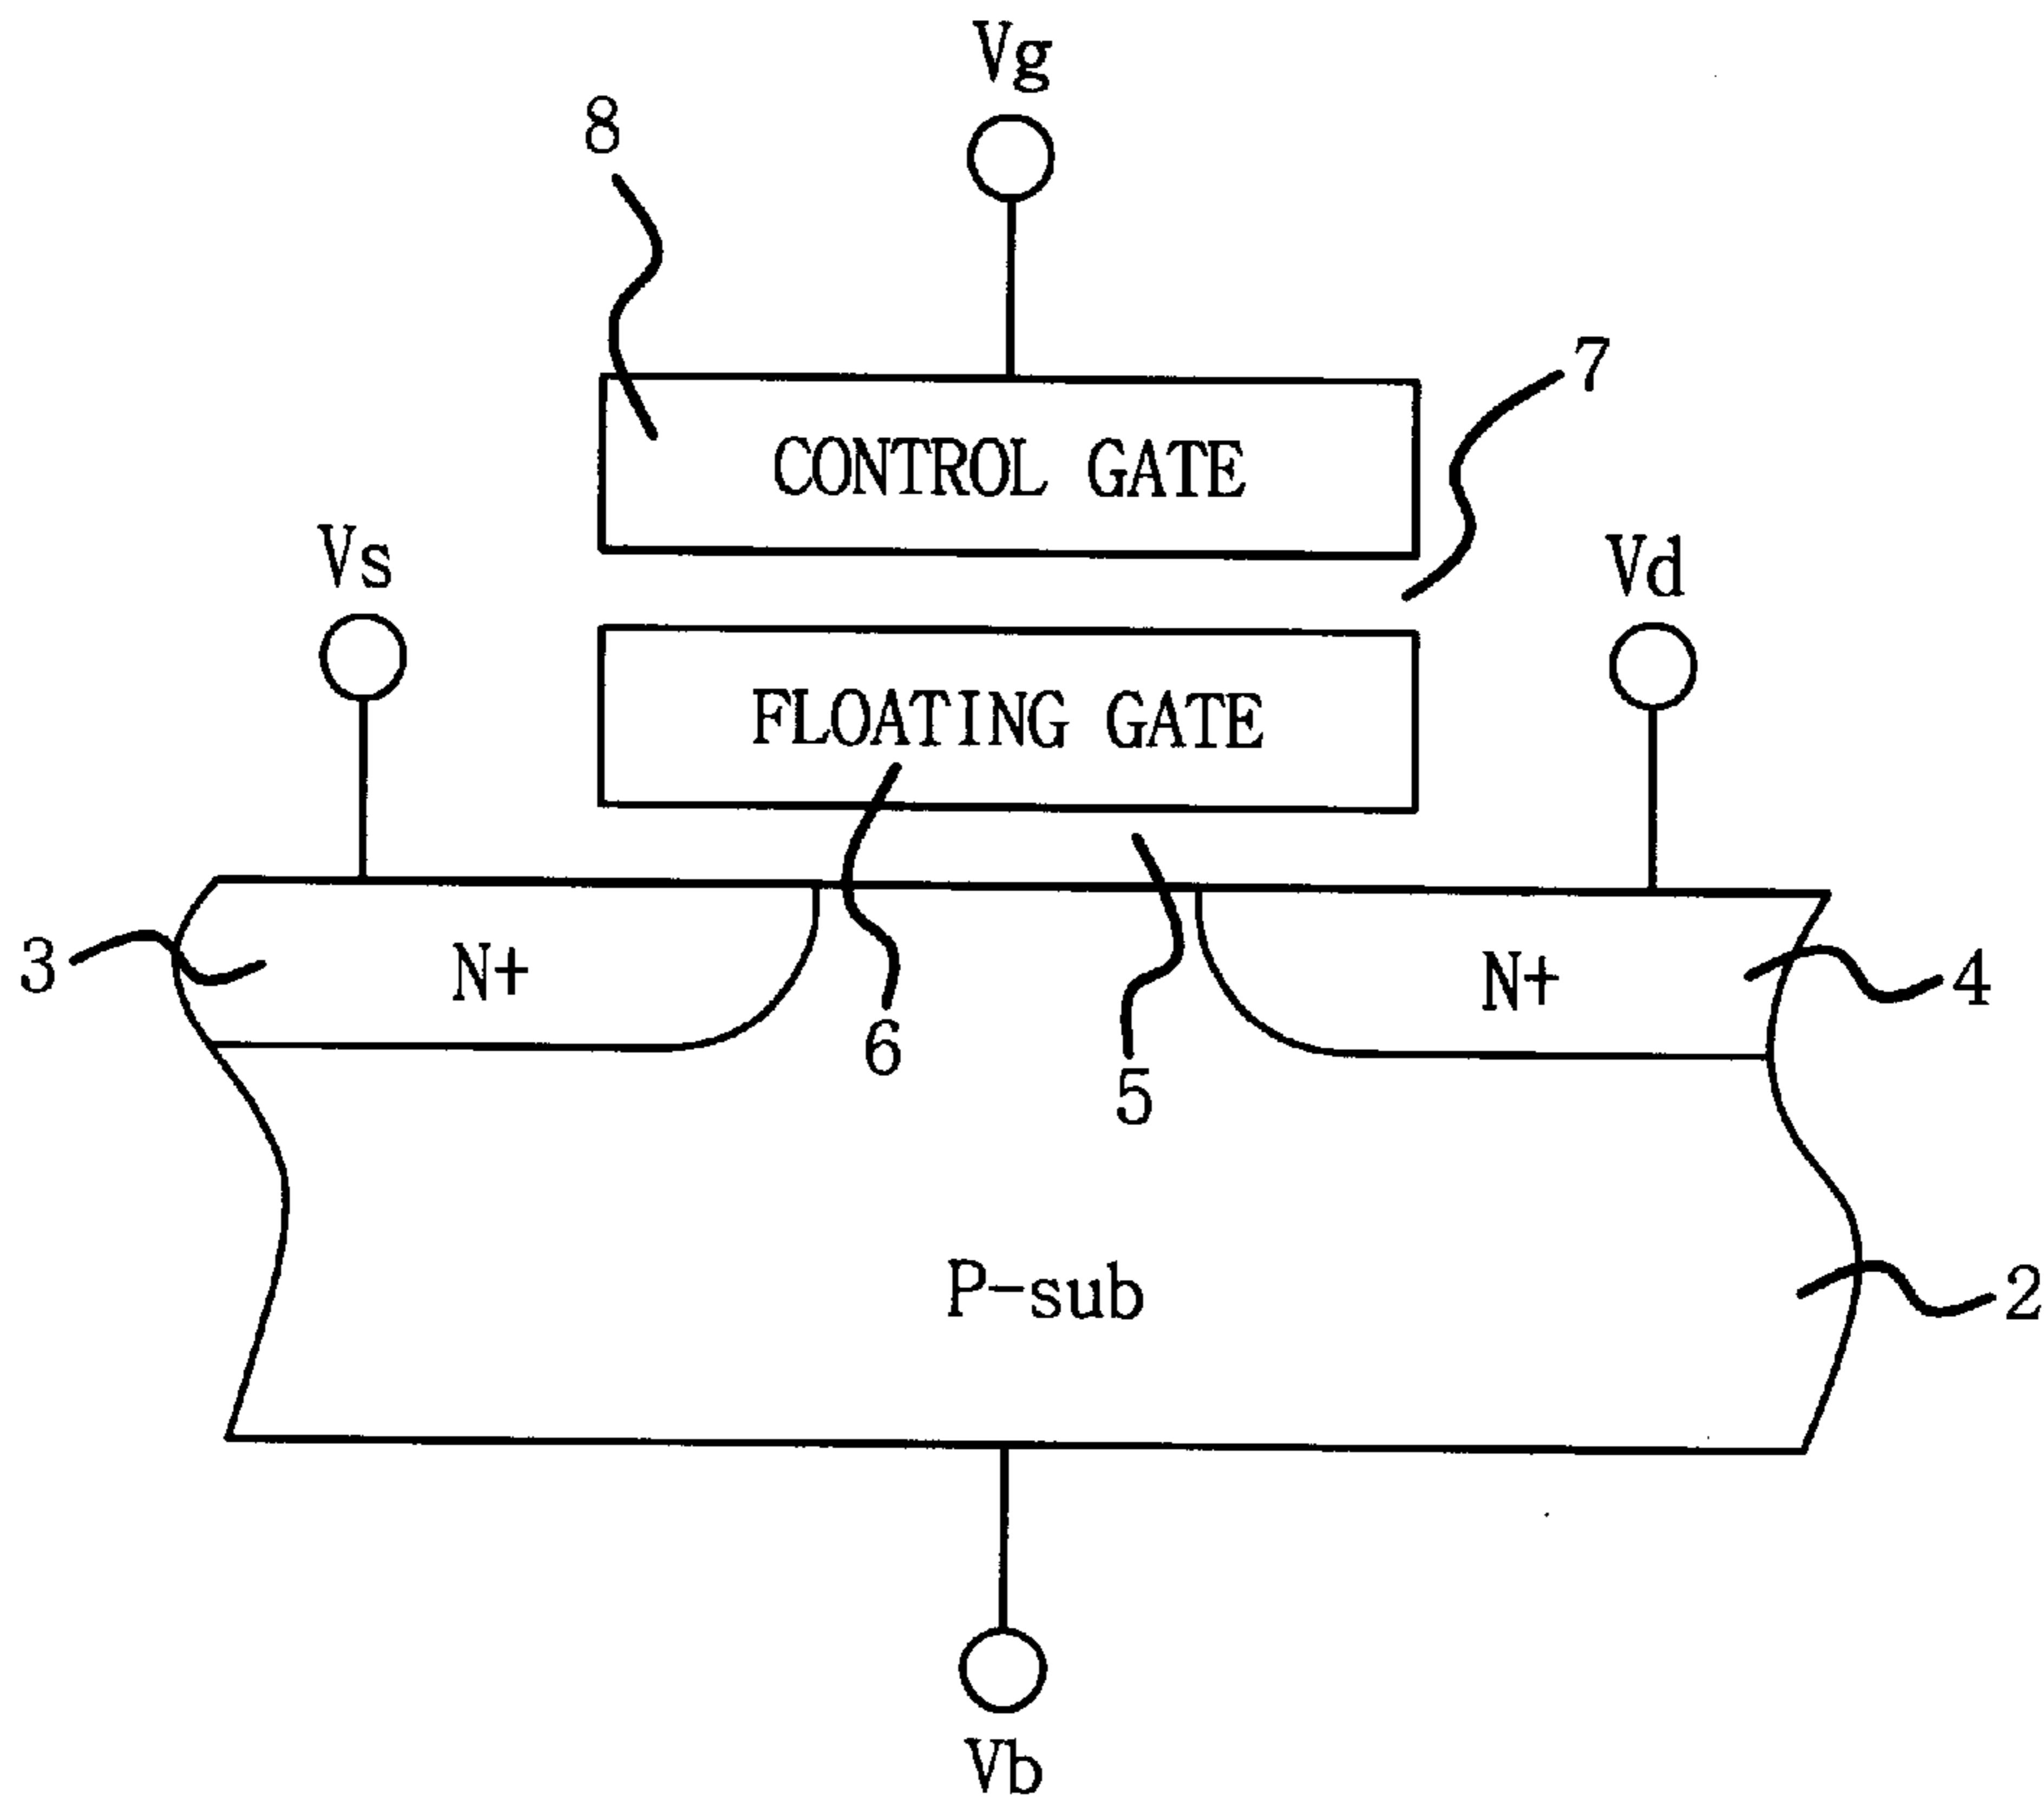 Vg
8
7
CONTROL GATE
Vs
Vd
FLOATING GATE
3
N+
N+
4
6
5
P-sub
2
Vb